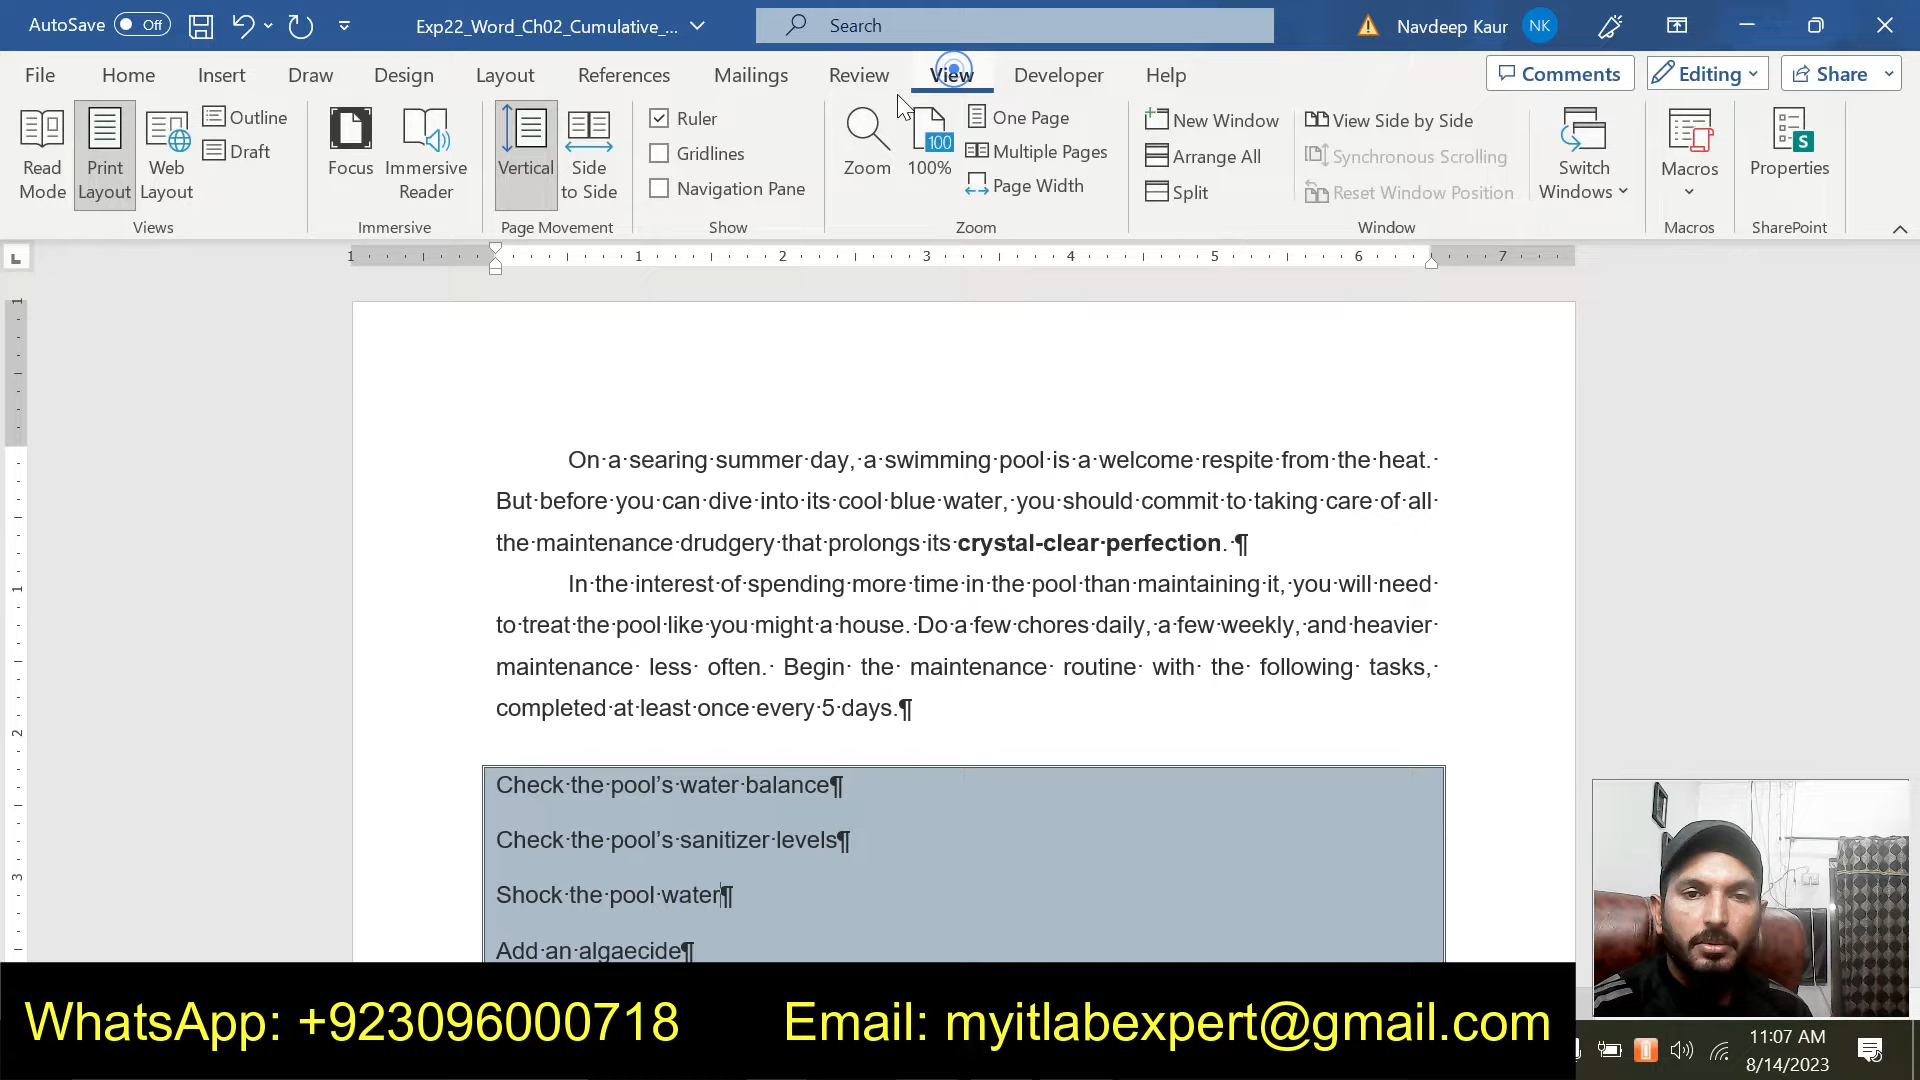 AutoSave Off Exp22_Word_Ch02_Cumulative_... Search Navdeep Kaur NK
File Home Insert Draw Design Layout References Mailings Review View Developer Help Comments Editing Share
Read Mode Print Layout Web Layout Outline Draft
Views
Focus Immersive Reader
Immersive
Vertical Side to Side
Page Movement
Ruler
Gridlines
Navigation Pane
Show
Zoom 100 100% One Page Multiple Pages Page Width
Zoom
New Window
Arrange All
Split
View Side by Side
Synchronous Scrolling
Reset Window Position
Switch Windows
Window
Macros
Macros
Properties
SharePoint
1 1 2 3 4 5 6 7
On a searing summer day, a swimming pool is a welcome respite from the heat.
But before you can dive into its cool blue water, you should commit to taking care of all
the maintenance drudgery that prolongs its crystal-clear perfection. ¶
In the interest of spending more time in the pool than maintaining it, you will need
to treat the pool like you might a house. Do a few chores daily, a few weekly, and heavier
maintenance less often. Begin the maintenance routine with the following tasks,
completed at least once every 5 days.¶
Check the pool’s water balance¶
Check the pool’s sanitizer levels¶
Shock the pool water¶
Add an algaecide¶
WhatsApp: +923096000718 Email: myitlabexpert@gmail.com
11:07 AM
8/14/2023